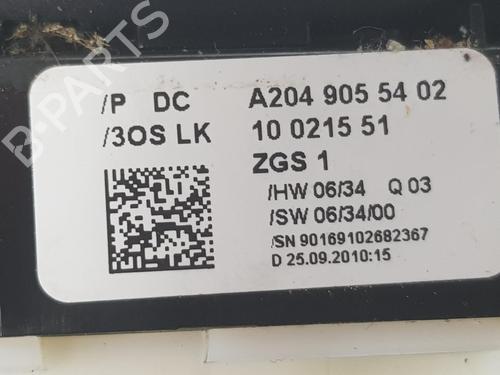 /P DC A204 905 54 02
/3OS LK 10 0215 51
ZGS 1
/HW 06/34 Q 03
/SW 06/34/00
/SN 90169102682367
D 25.09.2010:15
B-PARTS